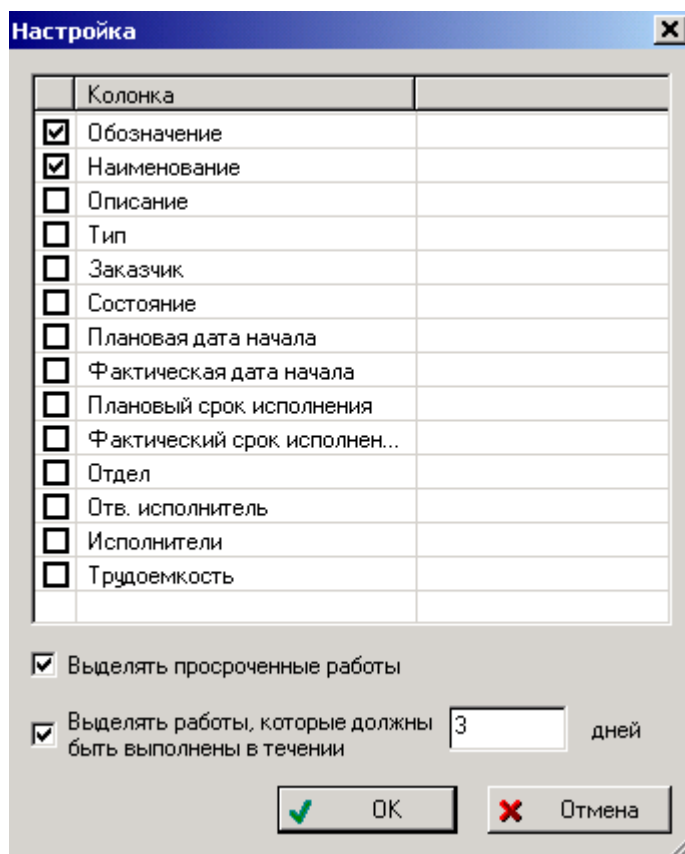 Настройка
Колонка
Обозначение
Наименование
Описание
Тип
Заказчик
Состояние
Плановая дата начала
Фактическая дата начала
Плановый срок исполнения
Фактический срок исполнен...
Отдел
Отв. исполнитель
Исполнители
Трудоемкость
Выделять просроченные работы
Выделять работы, которые должны
быть выполнены в течении
3 дней
OK Отмена